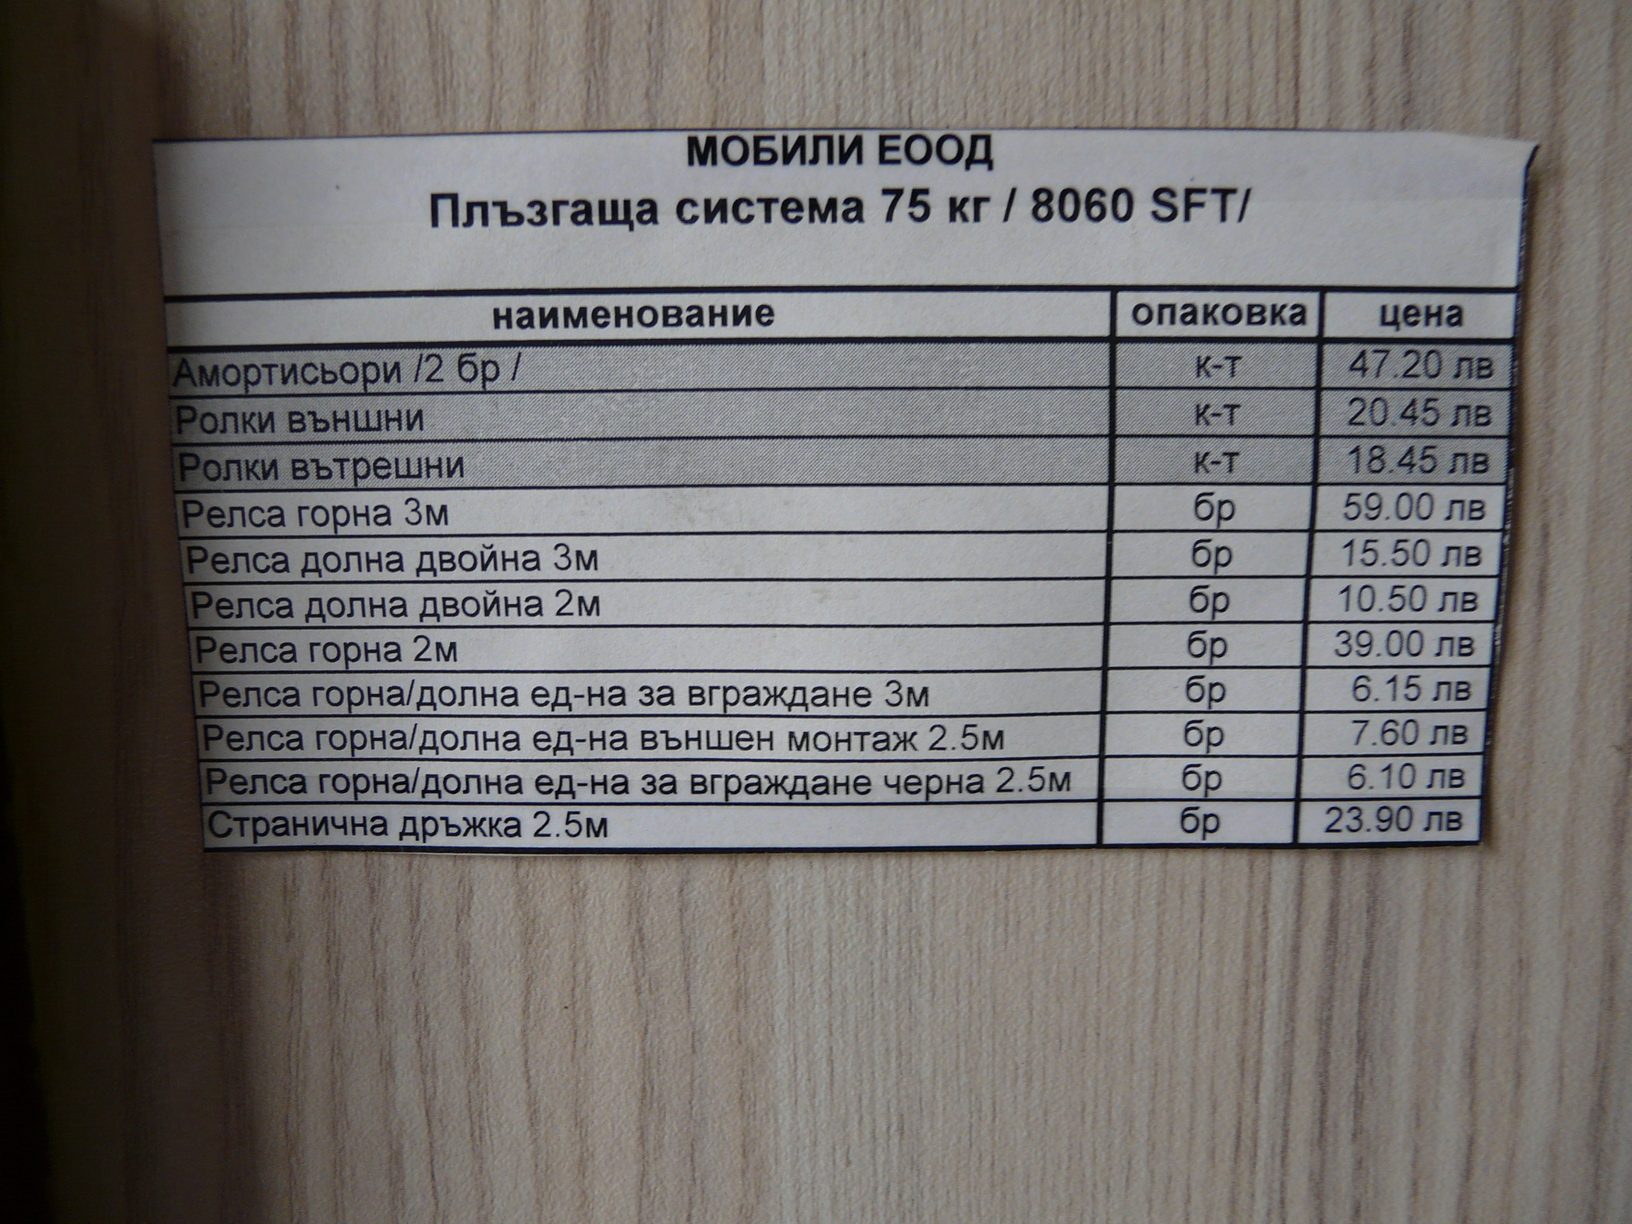 МОБИЛИ ЕООД
Плъзгаща система 75 кг / 8060 SFT/
наименование опаковка цена
Амортисьори /2 бр / к-т 47.20 лв
Ролки външни к-т 20.45 лв
Ролки вътрешни к-т 18.45 лв
Релса горна 3м бр 59.00 лв
Релса долна двойна 3м бр 15.50 лв
Релса долна двойна 2м бр 10.50 лв
Релса горна 2м бр 39.00 лв
Релса горна/долна ед-на за вграждане 3м бр 6.15 лв
Релса горна/долна ед-на външен монтаж 2.5м бр 7.60 лв
Релса горна/долна ед-на за вграждане черна 2.5м бр 6.10 лв
Странична дръжка 2.5м бр 23.90 лв